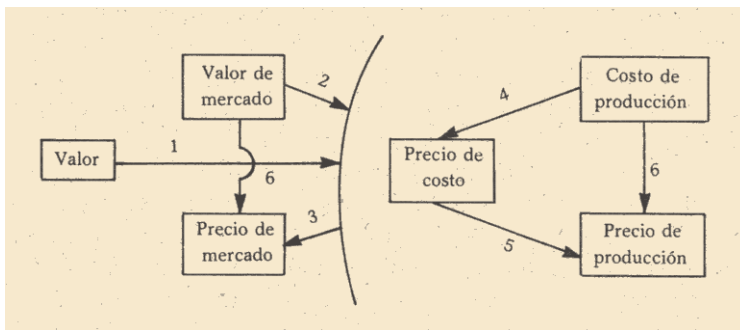 Valor de
mercado
2
Costo de
producción
4
1
Valor
Precio de
costo
6
6
3
Precio de
mercado
5
Precio de
producción